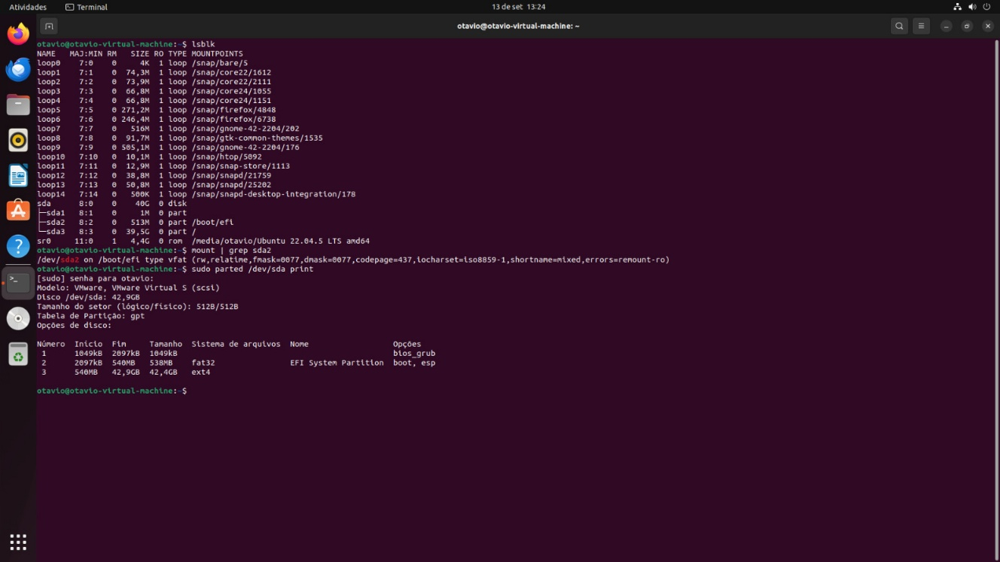 Atividades Terminal 13 de set 13:24
otavio@otavio-virtual-machine: ~
otavio@otavio-virtual-machine:~$ lsblk
NAME   MAJ:MIN RM   SIZE RO TYPE MOUNTPOINTS
loop0    7:0    0     4K  1 loop /snap/bare/5
loop1    7:1    0  74,3M  1 loop /snap/core22/1612
loop2    7:2    0  73,9M  1 loop /snap/core22/2111
loop3    7:3    0  66,8M  1 loop /snap/core24/1055
loop4    7:4    0  66,8M  1 loop /snap/core24/1151
loop5    7:5    0 271,2M  1 loop /snap/firefox/4848
loop6    7:6    0 246,4M  1 loop /snap/firefox/6738
loop7    7:7    0   516M  1 loop /snap/gnome-42-2204/202
loop8    7:8    0  91,7M  1 loop /snap/gtk-common-themes/1535
loop9    7:9    0 505,1M  1 loop /snap/gnome-42-2204/176
loop10   7:10   0  10,1M  1 loop /snap/htop/5092
loop11   7:11   0  12,9M  1 loop /snap/snap-store/1113
loop12   7:12   0  38,8M  1 loop /snap/snapd/21759
loop13   7:13   0  50,8M  1 loop /snap/snapd/25202
loop14   7:14   0   500K  1 loop /snap/snapd-desktop-integration/178
sda      8:0    0    40G  0 disk
├─sda1   8:1    0     1M  0 part
├─sda2   8:2    0   513M  0 part /boot/efi
└─sda3   8:3    0  39,5G  0 part /
sr0     11:0    1   4,4G  0 rom  /media/otavio/Ubuntu 22.04.5 LTS amd64
otavio@otavio-virtual-machine:~$ mount | grep sda2
/dev/sda2 on /boot/efi type vfat (rw,relatime,fmask=0077,dmask=0077,codepage=437,iocharset=iso8859-1,shortname=mixed,errors=remount-ro)
otavio@otavio-virtual-machine:~$ sudo parted /dev/sda print
[sudo] senha para otavio:
Modelo: VMware, VMware Virtual S (scsi)
Disco /dev/sda: 42,9GB
Tamanho do setor (lógico/físico): 512B/512B
Tabela de Partição: gpt
Opções de disco:
Número  Início  Fim     Tamanho  Sistema de arquivos  Nome                  Opções
 1      1049kB  2097kB  1049kB                                              bios_grub
 2      2097kB  540MB   538MB    fat32                EFI System Partition  boot, esp
 3      540MB   42,9GB  42,4GB   ext4
otavio@otavio-virtual-machine:~$